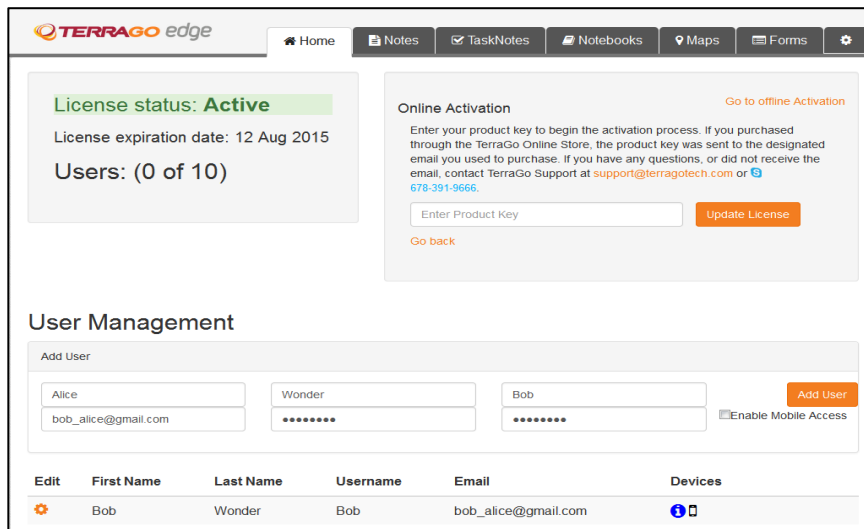 TERRAGO edge
Home
Notes
TaskNotes
Notebooks
Maps
Forms
License status: Active
License expiration date: 12 Aug 2015
Users: (0 of 10)
Online Activation
Go to offline Activation
Enter your product key to begin the activation process. If you purchased
through the TerraGo Online Store, the product key was sent to the designated
email you used to purchase. If you have any questions, or did not receive the
email, contact TerraGo Support at support@terragotech.com or
678-391-9666.
Enter Product Key
Update License
Go back
User Management
Add User
Alice
Wonder
Bob
Add User
bob_alice@gmail.com
••••••••
••••••••
Enable Mobile Access
Edit First Name Last Name Username Email Devices
Bob Wonder Bob bob_alice@gmail.com